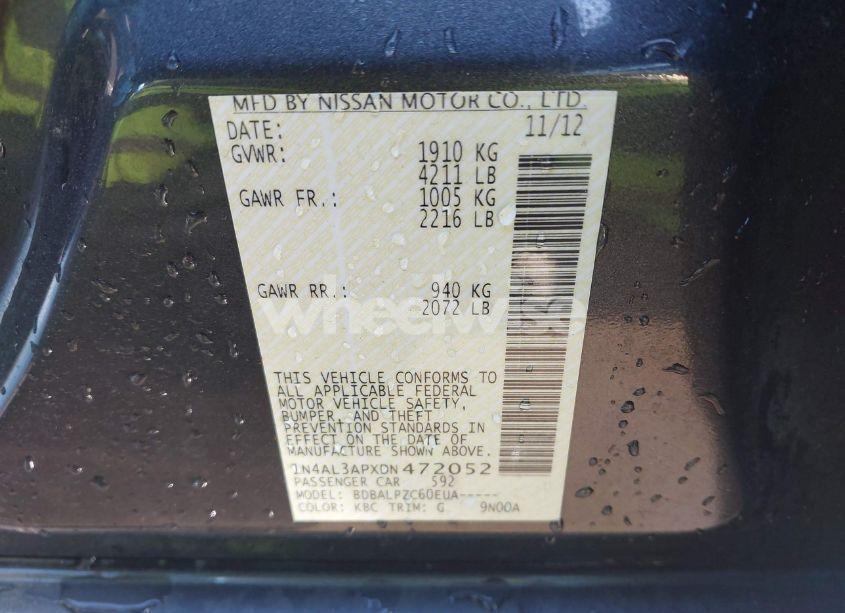 MFD BY NISSAN MOTOR CO., LTD.
DATE: 11/12
GVWR: 1910 KG
4211 LB
GAWR FR.: 1005 KG
2216 LB
GAWR RR.: 940 KG
2072 LB
wheelwise
THIS VEHICLE CONFORMS TO
ALL APPLICABLE FEDERAL
MOTOR VEHICLE SAFETY,
BUMPER, AND THEFT
PREVENTION STANDARDS IN
EFFECT ON THE DATE OF
MANUFACTURE SHOWN ABOVE.
1N4AL3APXDN472052
PASSENGER CAR 592
MODEL: BDBALPZC60EUA-----
COLOR: KBC TRIM: G 9N00A